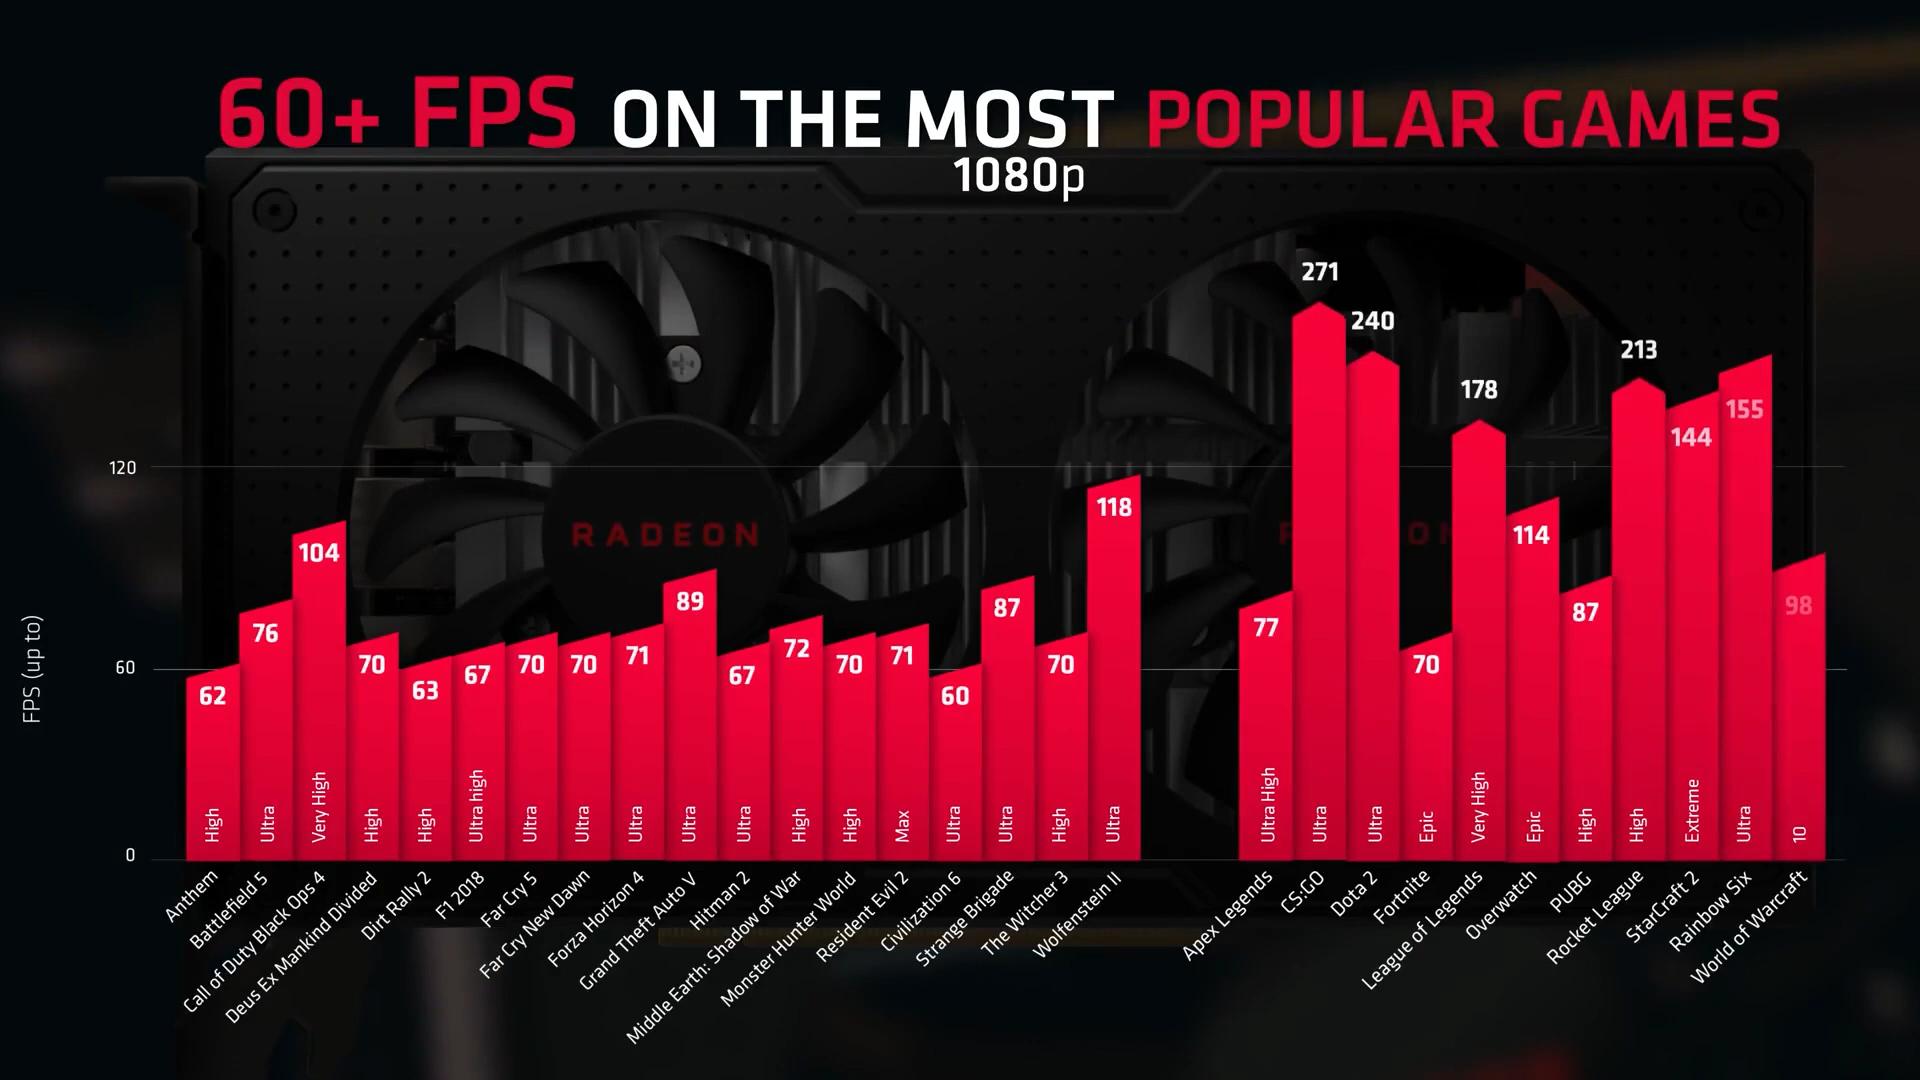 60+ FPS ON THE MOST POPULAR GAMES
1080p
RADEON
FPS (up to)
120
60
0
62
76
104
70
63
67
70
70
71
89
67
72
70
71
60
87
70
118
77
271
240
70
178
114
87
213
144
155
98
High
Ultra
Very High
High
High
Ultra high
Ultra
Ultra
Ultra
Ultra
Ultra
High
High
Max
Ultra
Ultra
High
Ultra
Ultra High
Ultra
Ultra
Epic
Very High
Epic
High
High
Extreme
Ultra
10
Anthem
Battlefield 5
Call of Duty Black Ops 4
Deus Ex Mankind Divided
Dirt Rally 2
F1 2018
Far Cry 5
Far Cry New Dawn
Forza Horizon 4
Grand Theft Auto V
Hitman 2
Middle Earth: Shadow of War
Monster Hunter World
Resident Evil 2
Civilization 6
Strange Brigade
The Witcher 3
Wolfenstein II
Apex Legends
CS:GO
Dota 2
Fortnite
League of Legends
Overwatch
PUBG
Rocket League
StarCraft 2
Rainbow Six
World of Warcraft